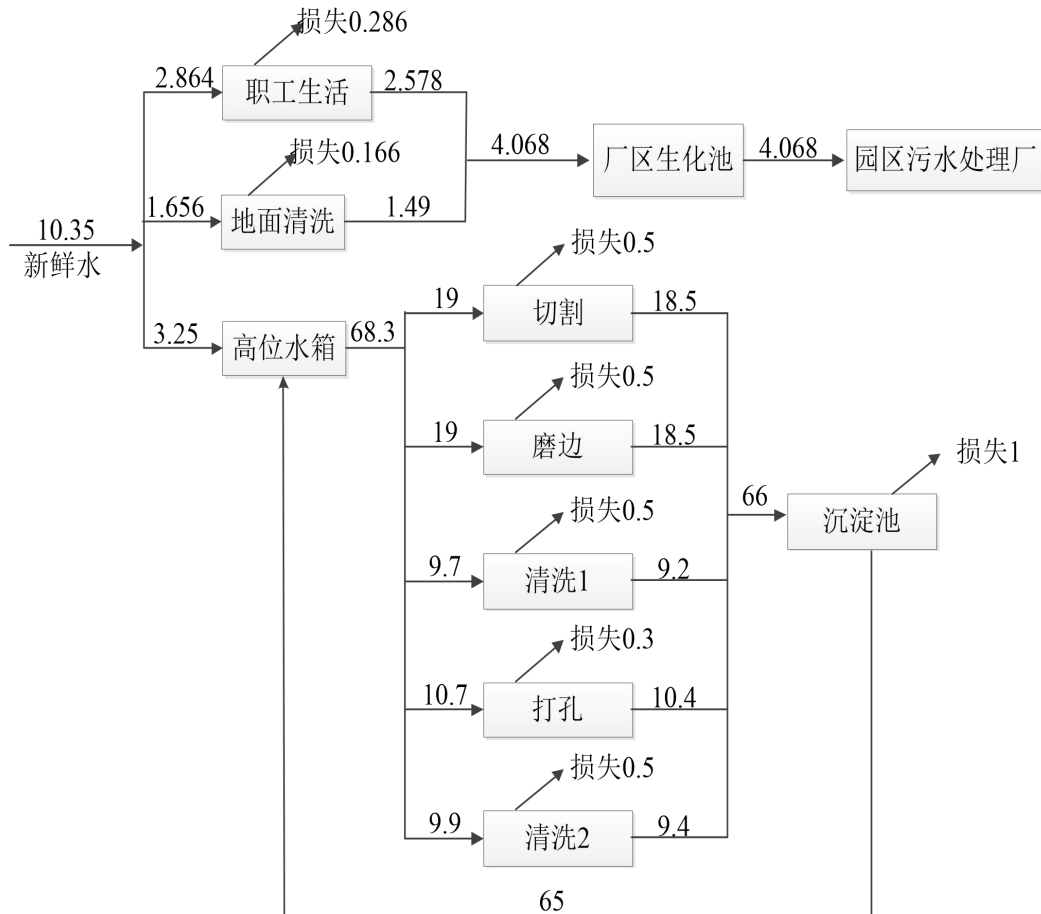 损失0.286
2.864
职工生活
2.578
损失0.166
1.656
地面清洗
1.49
4.068
厂区生化池
4.068
园区污水处理厂
10.35
新鲜水
3.25
高位水箱
68.3
损失0.5
19
切割
18.5
损失0.5
19
磨边
18.5
损失0.5
9.7
清洗1
9.2
损失0.3
10.7
打孔
10.4
损失0.5
9.9
清洗2
9.4
66
沉淀池
损失1
65